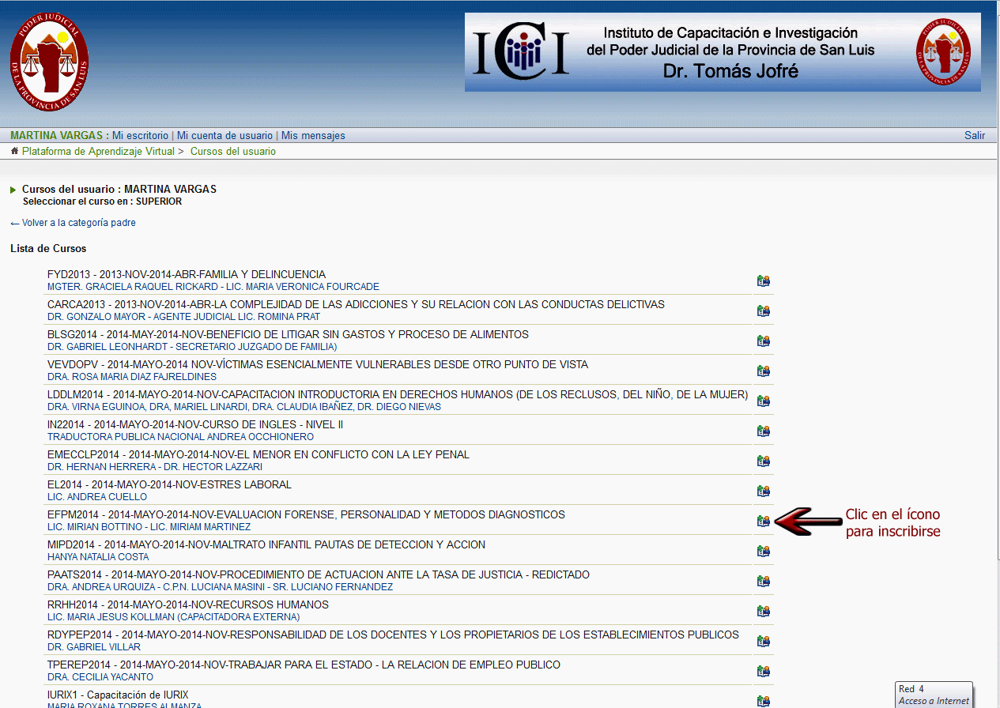 PODER JUDICIAL
DE LA PROVINCIA DE SAN LUIS
ICI
Instituto de Capacitación e Investigación
del Poder Judicial de la Provincia de San Luis
Dr. Tomás Jofré
PODER JUDICIAL
DE LA PROVINCIA DE SAN LUIS
MARTINA VARGAS : Mi escritorio | Mi cuenta de usuario | Mis mensajes
Salir
Plataforma de Aprendizaje Virtual > Cursos del usuario
Cursos del usuario : MARTINA VARGAS
Seleccionar el curso en : SUPERIOR
← Volver a la categoría padre
Lista de Cursos
FYD2013 - 2013-NOV-2014-ABR-FAMILIA Y DELINCUENCIA
MGTER. GRACIELA RAQUEL RICKARD - LIC. MARIA VERONICA FOURCADE
CARCA2013 - 2013-NOV-2014-ABR-LA COMPLEJIDAD DE LAS ADICCIONES Y SU RELACION CON LAS CONDUCTAS DELICTIVAS
DR. GONZALO MAYOR - AGENTE JUDICIAL LIC. ROMINA PRAT
BLSG2014 - 2014-MAY-2014-NOV-BENEFICIO DE LITIGAR SIN GASTOS Y PROCESO DE ALIMENTOS
DR. GABRIEL LEONHARDT - SECRETARIO JUZGADO DE FAMILIA)
VEVDOPV - 2014-MAYO-2014 NOV-VÍCTIMAS ESENCIALMENTE VULNERABLES DESDE OTRO PUNTO DE VISTA
DRA. ROSA MARIA DIAZ FAJRELDINES
LDDLM2014 - 2014-MAYO-2014-NOV-CAPACITACION INTRODUCTORIA EN DERECHOS HUMANOS (DE LOS RECLUSOS, DEL NIÑO, DE LA MUJER)
DRA. VIRNA EGUINOA, DRA, MARIEL LINARDI, DRA. CLAUDIA IBAÑEZ, DR. DIEGO NIEVAS
IN22014 - 2014-MAYO-2014-NOV-CURSO DE INGLES - NIVEL II
TRADUCTORA PUBLICA NACIONAL ANDREA OCCHIONERO
EMECCLP2014 - 2014-MAYO-2014-NOV-EL MENOR EN CONFLICTO CON LA LEY PENAL
DR. HERNAN HERRERA - DR. HECTOR LAZZARI
EL2014 - 2014-MAYO-2014-NOV-ESTRES LABORAL
LIC. ANDREA CUELLO
EFPM2014 - 2014-MAYO-2014-NOV-EVALUACION FORENSE, PERSONALIDAD Y METODOS DIAGNOSTICOS
LIC. MIRIAN BOTTINO - LIC. MIRIAM MARTINEZ
Clic en el ícono
para inscribirse
MIPD2014 - 2014-MAYO-2014-NOV-MALTRATO INFANTIL PAUTAS DE DETECCION Y ACCION
HANYA NATALIA COSTA
PAATS2014 - 2014-MAYO-2014-NOV-PROCEDIMIENTO DE ACTUACION ANTE LA TASA DE JUSTICIA - REDICTADO
DRA. ANDREA URQUIZA - C.P.N. LUCIANA MASINI - SR. LUCIANO FERNANDEZ
RRHH2014 - 2014-MAYO-2014-NOV-RECURSOS HUMANOS
LIC. MARIA JESUS KOLLMAN (CAPACITADORA EXTERNA)
RDYPEP2014 - 2014-MAYO-2014-NOV-RESPONSABILIDAD DE LOS DOCENTES Y LOS PROPIETARIOS DE LOS ESTABLECIMIENTOS PUBLICOS
DR. GABRIEL VILLAR
TPEREP2014 - 2014-MAYO-2014-NOV-TRABAJAR PARA EL ESTADO - LA RELACION DE EMPLEO PUBLICO
DRA. CECILIA YACANTO
IURIX1 - Capacitación de IURIX
MARIA ROXANA TORRES ALMANZA
Red 4
Acceso a Internet